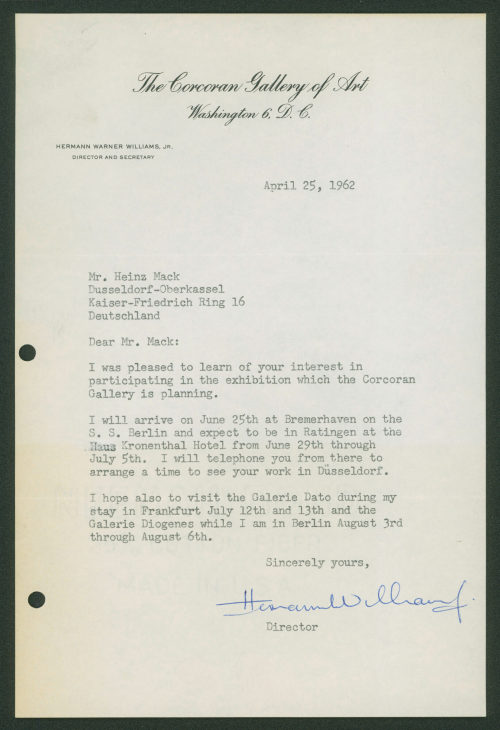 The Corcoran Gallery of Art
Washington 6, D. C.
HERMANN WARNER WILLIAMS, JR.
DIRECTOR AND SECRETARY
April 25, 1962
Mr. Heinz Mack
Dusseldorf-Oberkassel
Kaiser-Friedrich Ring 16
Deutschland
Dear Mr. Mack:
I was pleased to learn of your interest in
participating in the exhibition which the Corcoran
Gallery is planning.
I will arrive on June 25th at Bremerhaven on the
S. S. Berlin and expect to be in Ratingen at the
Haus Kronenthal Hotel from June 29th through
July 5th. I will telephone you from there to
arrange a time to see your work in Düsseldorf.
I hope also to visit the Galerie Dato during my
stay in Frankfurt July 12th and 13th and the
Galerie Diogenes while I am in Berlin August 3rd
through August 6th.
Sincerely yours,
Hermann Williams Jr.
Director